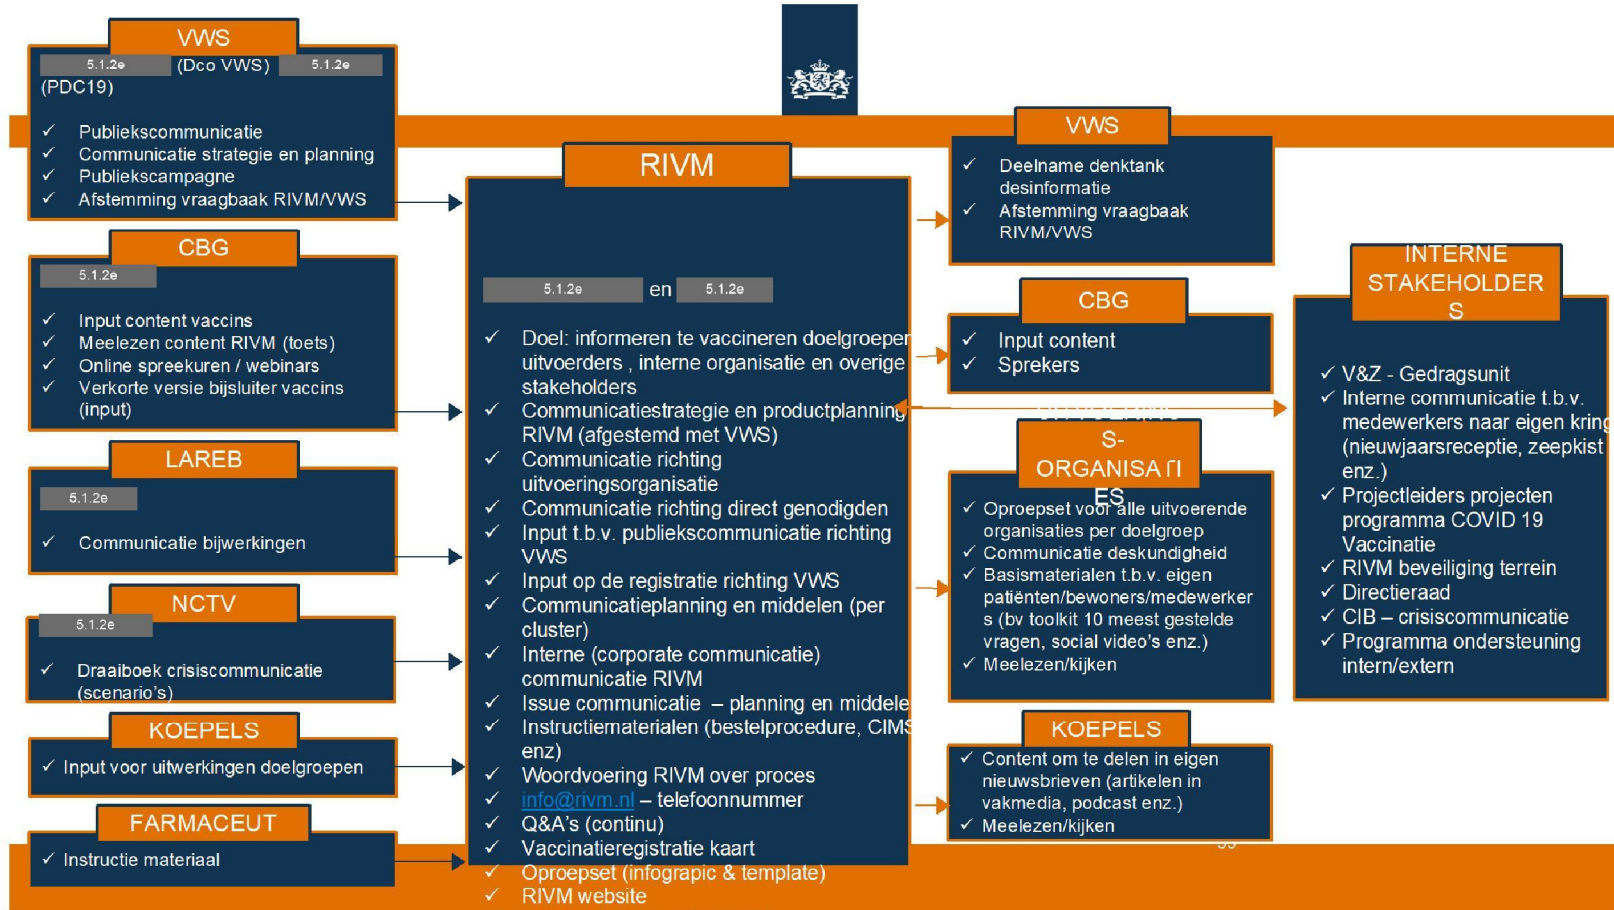 VWS
5.1.2e (Dco VWS) 5.1.2e
(PDC19)
✓ Publiekscommunicatie
✓ Communicatie strategie en planning
✓ Publiekscampagne
✓ Afstemming vraagbaak RIVM/VWS
CBG
5.1.2e
✓ Input content vaccins
✓ Meelezen content RIVM (toets)
✓ Online spreekuren / webinars
✓ Verkorte versie bijsluiter vaccins
(input)
LAREB
5.1.2e
✓ Communicatie bijwerkingen
NCTV
5.1.2e
✓ Draaiboek crisiscommunicatie
(scenario's)
KOEPELS
✓ Input voor uitwerkingen doelgroepen
FARMACEUT
✓ Instructie materiaal
RIVM
5.1.2e en 5.1.2e
✓ Doel: informeren te vaccineren doelgroepen
uitvoerders , interne organisatie en overige
stakeholders
✓ Communicatiestrategie en productplanning
RIVM (afgestemd met VWS)
✓ Communicatie richting
uitvoeringsorganisatie
✓ Communicatie richting direct genodigden
✓ Input t.b.v. publiekscommunicatie richting
VWS
✓ Input op de registratie richting VWS
✓ Communicatieplanning en middelen (per
cluster)
✓ Interne (corporate communicatie)
communicatie RIVM
✓ Issue communicatie – planning en middele
✓ Instructiematerialen (bestelprocedure, CIMS
enz)
✓ Woordvoering RIVM over proces
✓ info@rivm.nl – telefoonnummer
✓ Q&A's (continu)
✓ Vaccinatieregistratie kaart
✓ Oproepset (infograpic & template)
✓ RIVM website
VWS
✓ Deelname denktank
desinformatie
✓ Afstemming vraagbaak
RIVM/VWS
CBG
✓ Input content
✓ Sprekers
S-
ORGANISATI
ES
✓ Oproepset voor alle uitvoerende
organisaties per doelgroep
✓ Communicatie deskundigheid
✓ Basismaterialen t.b.v. eigen
patiënten/bewoners/medewerker
s (bv toolkit 10 meest gestelde
vragen, social video's enz.)
✓ Meelezen/kijken
KOEPELS
✓ Content om te delen in eigen
nieuwsbrieven (artikelen in
vakmedia, podcast enz.)
✓ Meelezen/kijken
INTERNE
STAKEHOLDER
S
✓ V&Z - Gedragsunit
✓ Interne communicatie t.b.v.
medewerkers naar eigen kring
(nieuwjaarsreceptie, zeepkist
enz.)
✓ Projectleiders projecten
programma COVID 19
Vaccinatie
✓ RIVM beveiliging terrein
✓ Directieraad
✓ CIB – crisiscommunicatie
✓ Programma ondersteuning
intern/extern